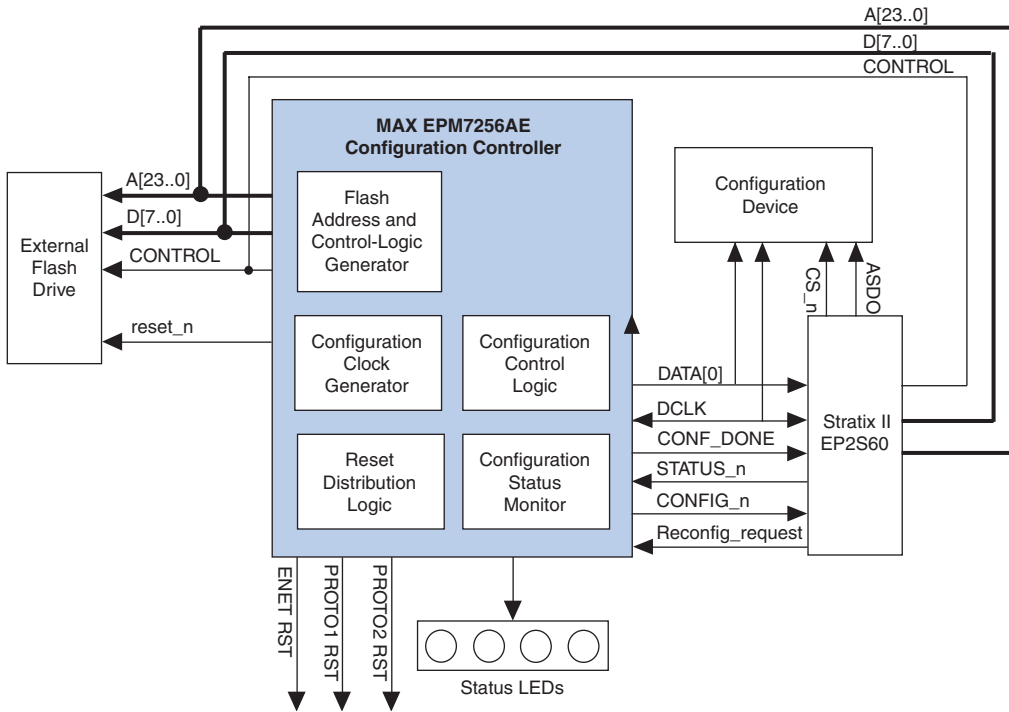 A[23..0]
D[7..0]
CONTROL
MAX EPM7256AE
Configuration Controller
A[23..0]
D[7..0]
CONTROL
reset_n
External
Flash
Drive
Flash
Address and
Control-Logic
Generator
Configuration
Clock
Generator
Configuration
Control
Logic
Reset
Distribution
Logic
Configuration
Status
Monitor
Configuration
Device
CS_n
ASDO
DATA[0]
DCLK
CONF_DONE
STATUS_n
CONFIG_n
Reconfig_request
Stratix II
EP2S60
ENET RST
PROTO1 RST
PROTO2 RST
Status LEDs